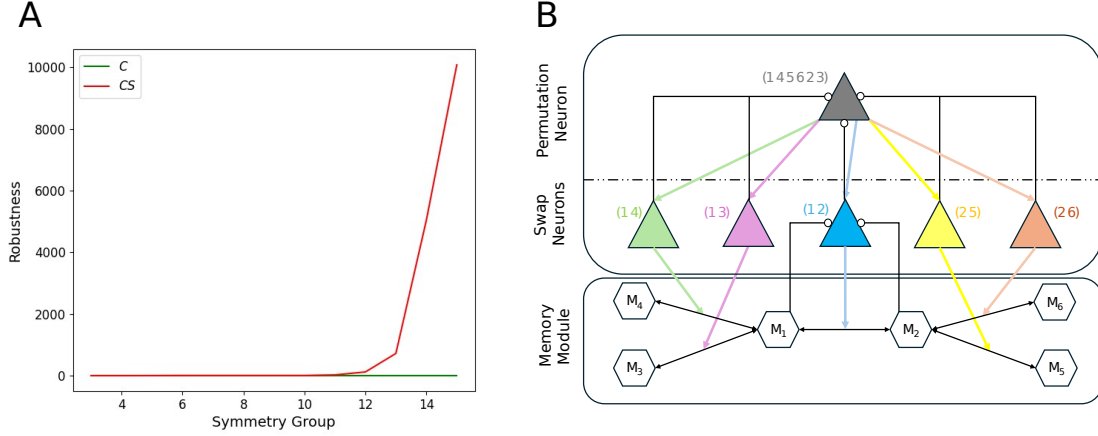 A
B
C
CS
10000
8000
6000
4000
2000
0
Robustness
4
6
8
10
12
14
Symmetry Group
Permutation
Neuron
(145623)
Swap
Neurons
(14)
(13)
(12)
(25)
(26)
Memory
Module
M4
M1
M2
M6
M3
M5